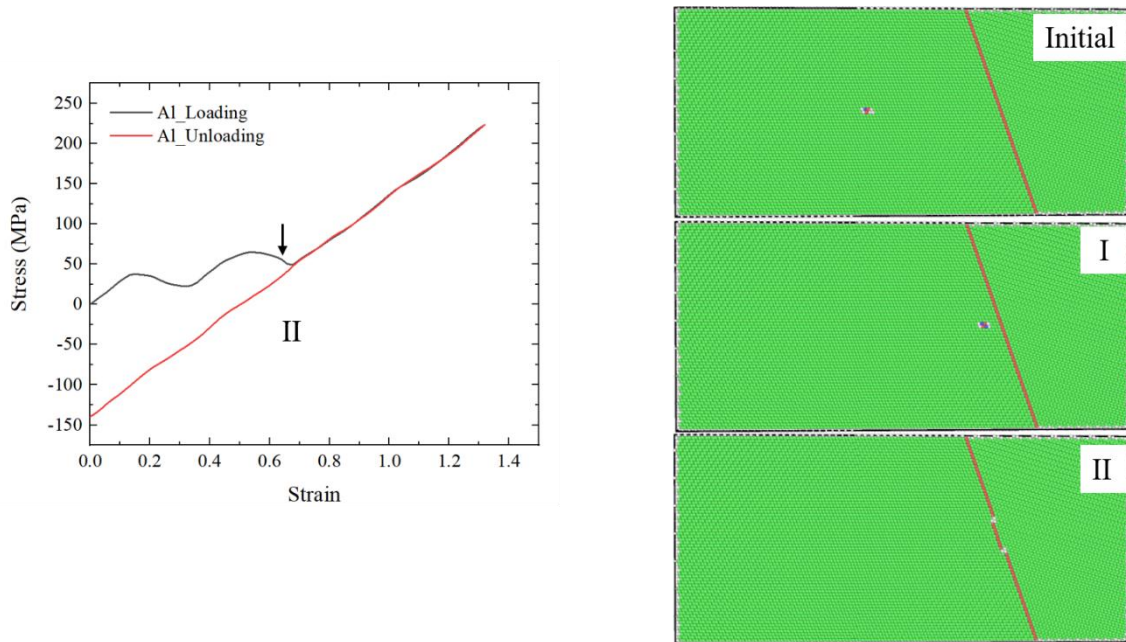 Al_Loading
Al_Unloading
Stress (MPa)
250
200
150
100
50
0
-50
-100
-150
II
0.0 0.2 0.4 0.6 0.8 1.0 1.2 1.4
Strain
Initial
I
II